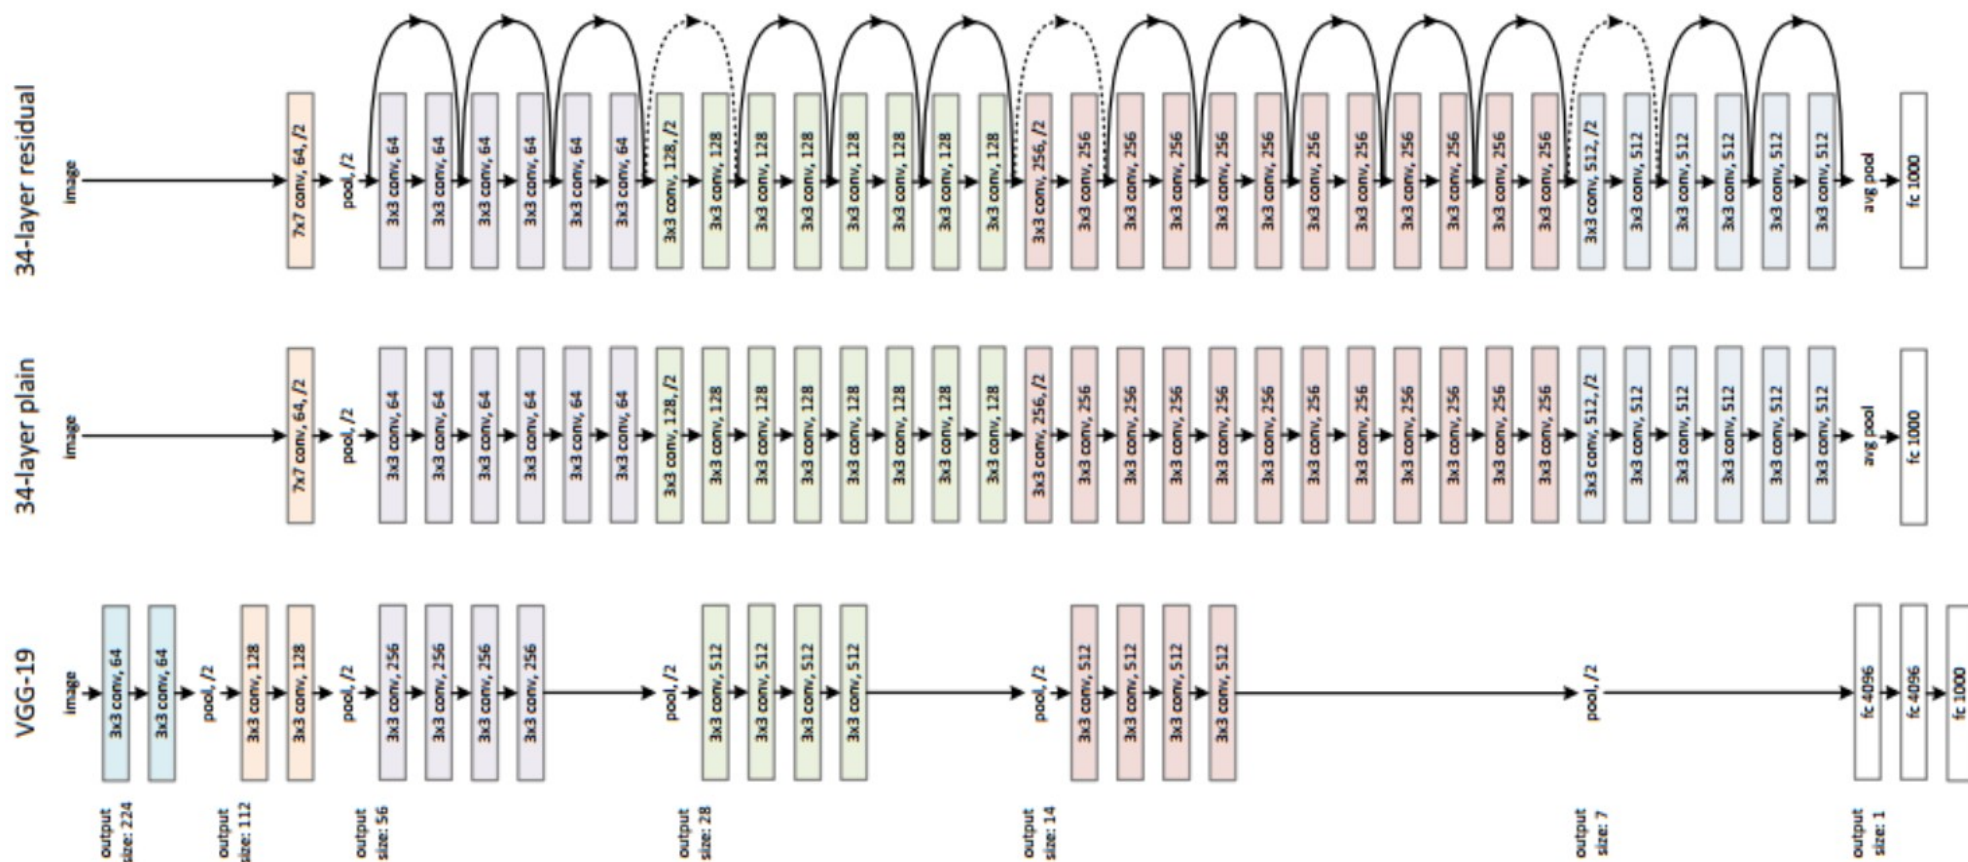 34-layer residual
image
7x7 conv, 64, /2
pool, /2
3x3 conv, 64
3x3 conv, 64
3x3 conv, 64
3x3 conv, 64
3x3 conv, 64
3x3 conv, 64
3x3 conv, 128, /2
3x3 conv, 128
3x3 conv, 128
3x3 conv, 128
3x3 conv, 128
3x3 conv, 128
3x3 conv, 128
3x3 conv, 128
3x3 conv, 256, /2
3x3 conv, 256
3x3 conv, 256
3x3 conv, 256
3x3 conv, 256
3x3 conv, 256
3x3 conv, 256
3x3 conv, 256
3x3 conv, 256
3x3 conv, 256
3x3 conv, 256
3x3 conv, 256
3x3 conv, 512, /2
3x3 conv, 512
3x3 conv, 512
3x3 conv, 512
3x3 conv, 512
3x3 conv, 512
avg pool
fc 1000
34-layer plain
image
7x7 conv, 64, /2
pool, /2
3x3 conv, 64
3x3 conv, 64
3x3 conv, 64
3x3 conv, 64
3x3 conv, 64
3x3 conv, 64
3x3 conv, 128, /2
3x3 conv, 128
3x3 conv, 128
3x3 conv, 128
3x3 conv, 128
3x3 conv, 128
3x3 conv, 128
3x3 conv, 128
3x3 conv, 256, /2
3x3 conv, 256
3x3 conv, 256
3x3 conv, 256
3x3 conv, 256
3x3 conv, 256
3x3 conv, 256
3x3 conv, 256
3x3 conv, 256
3x3 conv, 256
3x3 conv, 256
3x3 conv, 256
3x3 conv, 512, /2
3x3 conv, 512
3x3 conv, 512
3x3 conv, 512
3x3 conv, 512
3x3 conv, 512
avg pool
fc 1000
VGG-19
image
3x3 conv, 64
3x3 conv, 64
pool, /2
3x3 conv, 128
3x3 conv, 128
pool, /2
3x3 conv, 256
3x3 conv, 256
3x3 conv, 256
3x3 conv, 256
pool, /2
3x3 conv, 512
3x3 conv, 512
3x3 conv, 512
3x3 conv, 512
pool, /2
3x3 conv, 512
3x3 conv, 512
3x3 conv, 512
3x3 conv, 512
pool, /2
fc 4096
fc 4096
fc 1000
output
size: 224
output
size: 112
output
size: 56
output
size: 28
output
size: 14
output
size: 7
output
size: 1